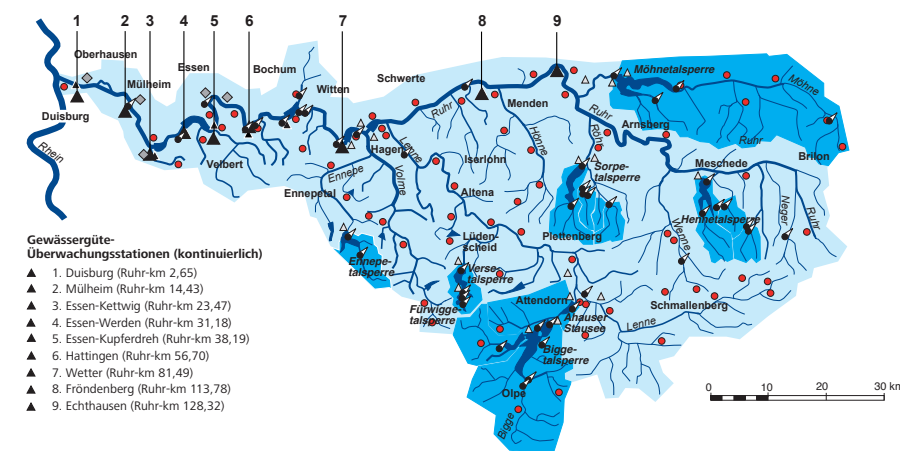 1 2 3 4 5 6 7 8 9
Oberhausen
Mülheim
Essen
Bochum
Witten
Schwerte
Menden
Möhnetalsperre
Möhne
Duisburg
Rhein
Velbert
Hagen
Ennepe
Ennepetal
Volme
Lenne
Iserlohn
Altena
Ruhr
Hönne
Ruhr
Röhr
Arnsberg
Ruhr
Brilon
Sorpe-
talsperre
Meschede
Hennetalsperre
Neger
Ruhr
Wenne
Plettenberg
Lüden-
scheid
Verse-
talsperre
Ennepe-
talsperre
Fürwigge-
talsperre
Attendorn
Ahauser
Stausee
Bigge-
talsperre
Olpe
Bigge
Schmallenberg
Lenne
Gewässergüte-
Überwachungsstationen (kontinuierlich)
1. Duisburg (Ruhr-km 2,65)
2. Mülheim (Ruhr-km 14,43)
3. Essen-Kettwig (Ruhr-km 23,47)
4. Essen-Werden (Ruhr-km 31,18)
5. Essen-Kupferdreh (Ruhr-km 38,19)
6. Hattingen (Ruhr-km 56,70)
7. Wetter (Ruhr-km 81,49)
8. Fröndenberg (Ruhr-km 113,78)
9. Echthausen (Ruhr-km 128,32)
0 10 20 30 km